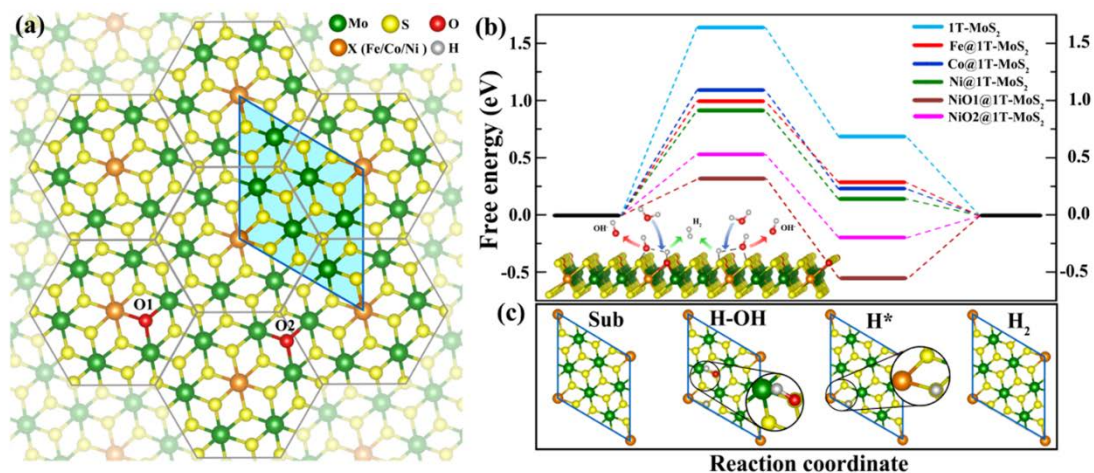 (a)
Mo
S
O
X (Fe/Co/Ni )
H
O1
O2
(b)
Free energy (eV)
1.5
1.0
0.5
0.0
-0.5
1T-MoS₂
Fe@1T-MoS₂
Co@1T-MoS₂
Ni@1T-MoS₂
NiO1@1T-MoS₂
NiO2@1T-MoS₂
1.5
1.0
0.5
0.0
-0.5
OH⁻
H₂
OH⁻
(c)
Sub
H-OH
H*
H₂
Reaction coordinate